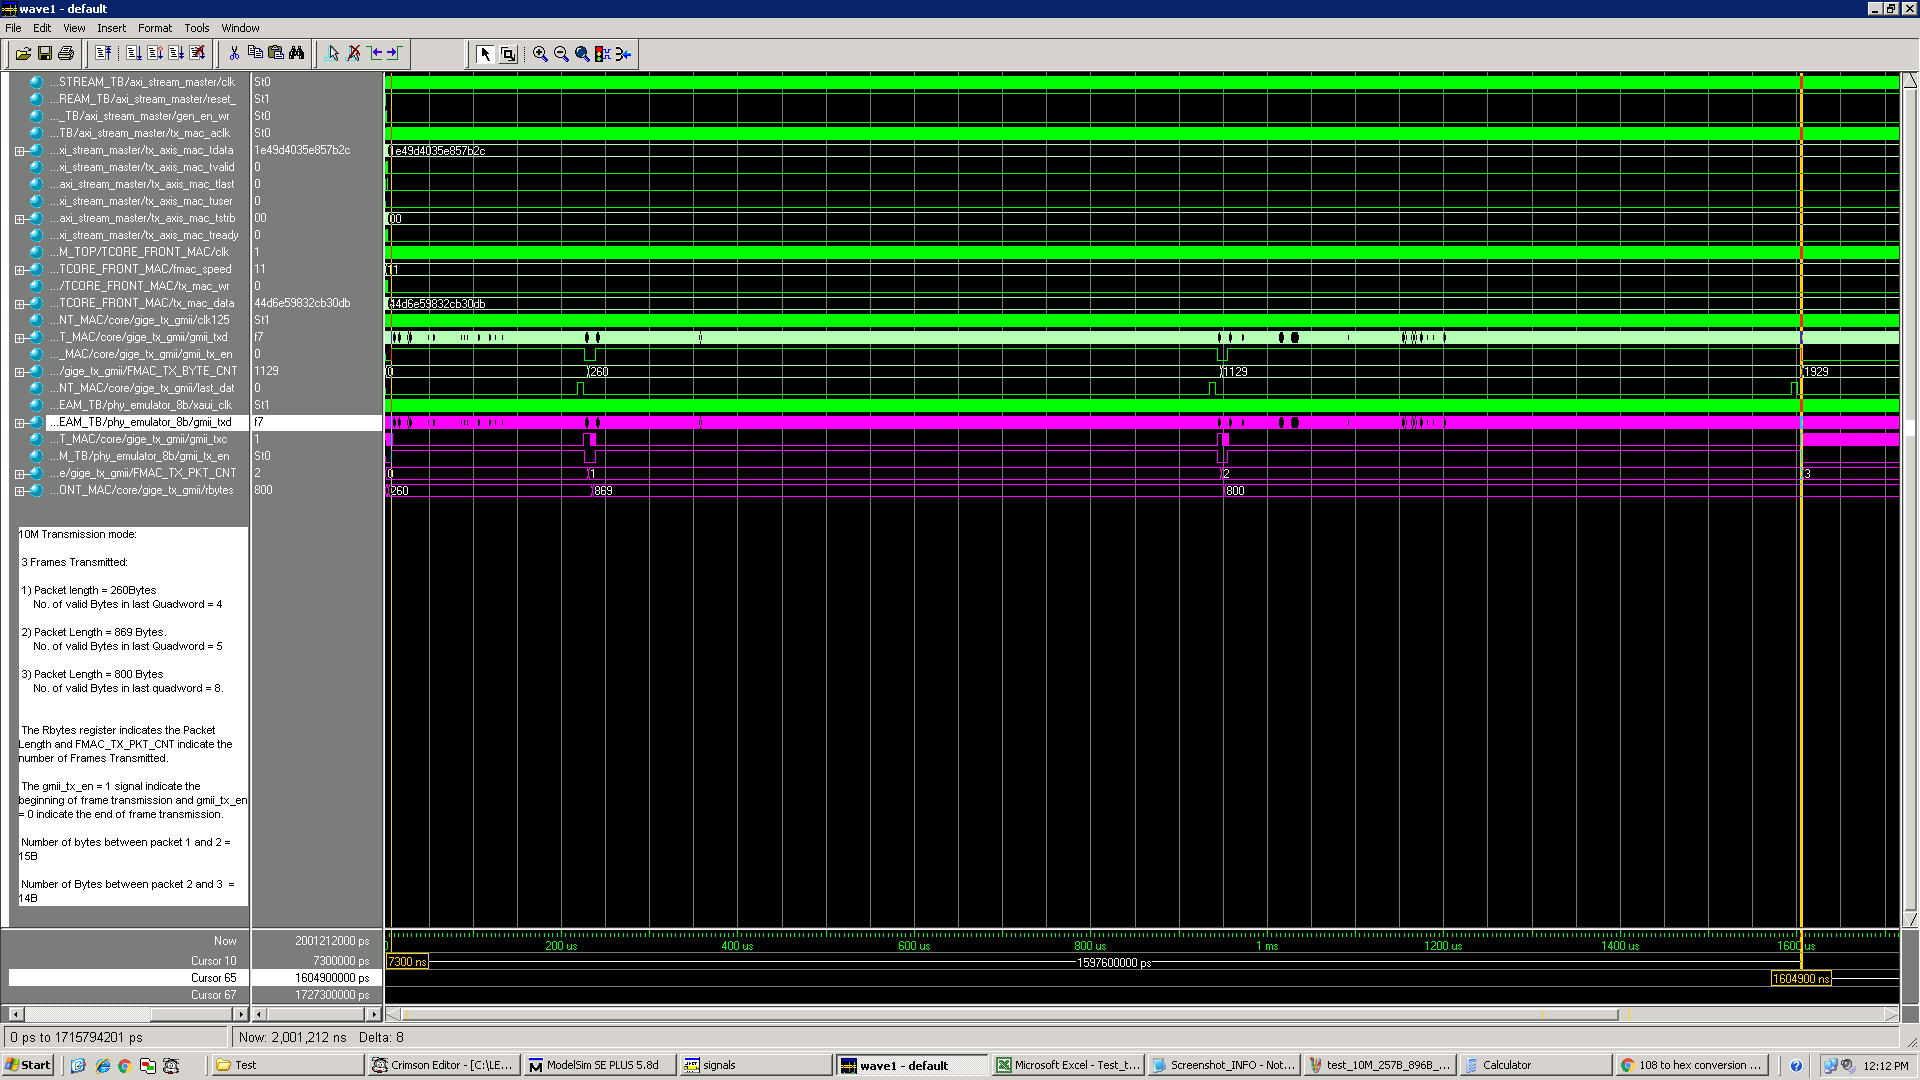 wave1 - default
File Edit View Insert Format Tools Window
...STREAM_TB/axi_stream_master/clk St0
...REAM_TB/axi_stream_master/reset_ St1
..._TB/axi_stream_master/gen_en_wr St0
...TB/axi_stream_master/tx_mac_aclk St0
...xi_stream_master/tx_axis_mac_tdata 1e49d4035e857b2c 1e49d4035e857b2c
...xi_stream_master/tx_axis_mac_tvalid 0
...axi_stream_master/tx_axis_mac_tlast 0
...xi_stream_master/tx_axis_mac_tuser 0
...axi_stream_master/tx_axis_mac_tstrb 00 00
...xi_stream_master/tx_axis_mac_tready 0
...M_TOP/TCORE_FRONT_MAC/clk 1
...TCORE_FRONT_MAC/fmac_speed 11 11
.../TCORE_FRONT_MAC/tx_mac_wr 0
...TCORE_FRONT_MAC/tx_mac_data 44d6e59832cb30db 44d6e59832cb30db
...NT_MAC/core/gige_tx_gmii/clk125 St1
...T_MAC/core/gige_tx_gmii/gmii_txd f7
..._MAC/core/gige_tx_gmii/gmii_tx_en 0
.../gige_tx_gmii/FMAC_TX_BYTE_CNT 1129 0 260 1129 1929
...NT_MAC/core/gige_tx_gmii/last_dat 0
...EAM_TB/phy_emulator_8b/xaui_clk St1
...EAM_TB/phy_emulator_8b/gmii_txd f7
...T_MAC/core/gige_tx_gmii/gmii_txc 1
...M_TB/phy_emulator_8b/gmii_tx_en St0
...e/gige_tx_gmii/FMAC_TX_PKT_CNT 2 0 1 2 3
...ONT_MAC/core/gige_tx_gmii/rbytes 800 260 869 800
10M Transmission mode:
3 Frames Transmitted:
1) Packet length = 260Bytes
No. of valid Bytes in last Quadword = 4
2) Packet Length = 869 Bytes.
No. of valid Bytes in last Quadword = 5
3) Packet Length = 800 Bytes
No. of valid Bytes in last quadword = 8.
The Rbytes register indicates the Packet
Length and FMAC_TX_PKT_CNT indicate the
number of Frames Transmitted.
The gmii_tx_en = 1 signal indicate the
beginning of frame transmission and gmii_tx_en
= 0 indicate the end of frame transmission.
Number of bytes between packet 1 and 2 =
15B
Number of Bytes between packet 2 and 3 =
14B
Now 2001212000 ps 200 us 400 us 600 us 800 us 1 ms 1200 us 1400 us 1600 us
Cursor 10 7300000 ps 7300 ns 1597600000 ps
Cursor 65 1604900000 ps 1604900 ns
Cursor 67 1727300000 ps
0 ps to 1715794201 ps Now: 2,001,212 ns Delta: 8
Start Test Crimson Editor - [C:\LE... ModelSim SE PLUS 5.8d signals wave1 - default Microsoft Excel - Test_t... Screenshot_INFO - Not... test_10M_257B_896B_... Calculator 108 to hex conversion ... 12:12 PM